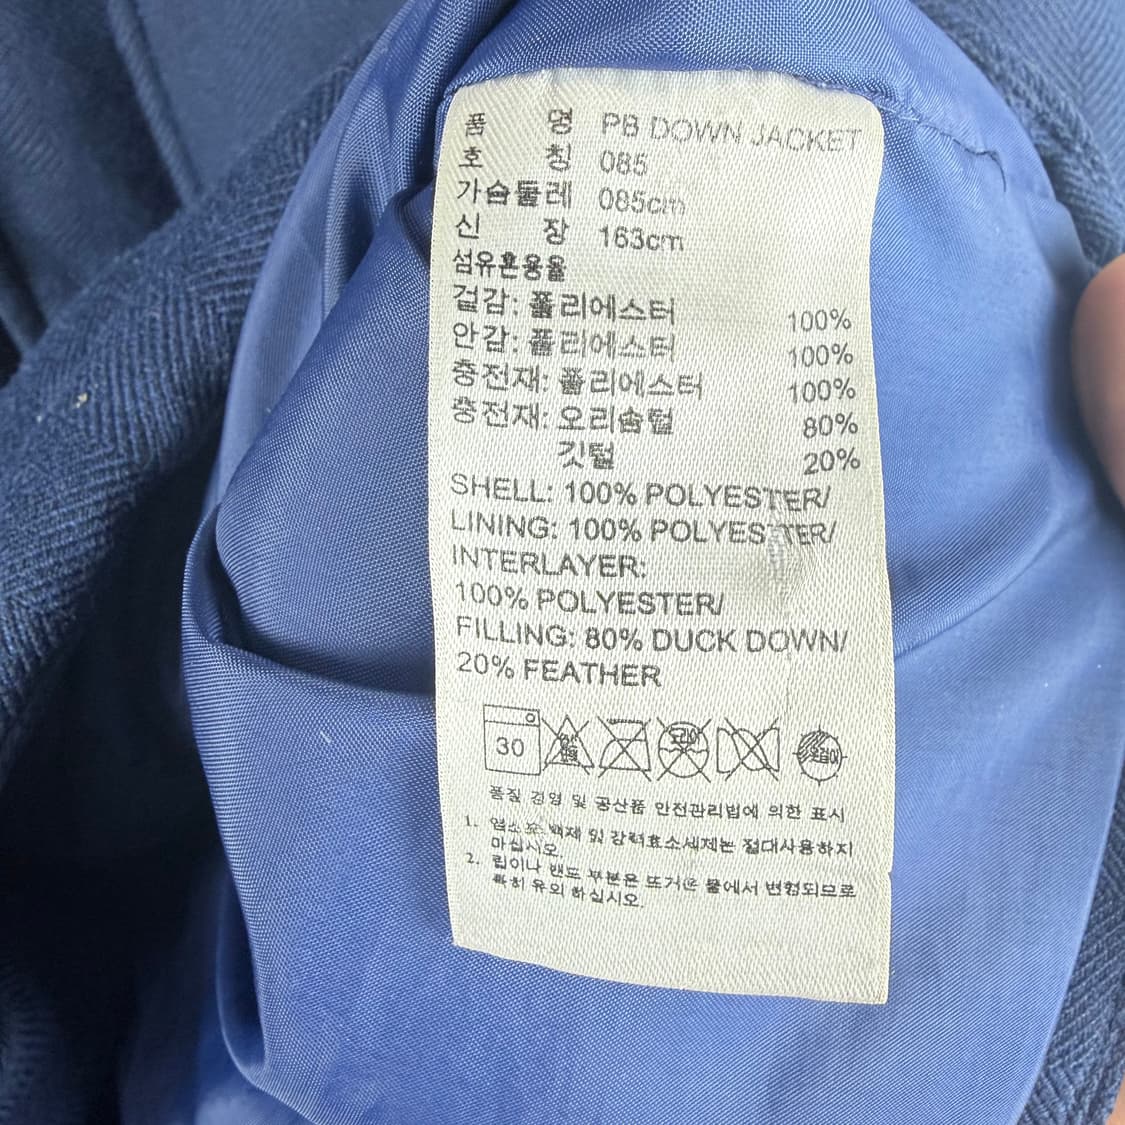 품 명 PB DOWN JACKET
호 칭 085
가슴둘레 085cm
신 장 163cm
섬유혼용율
겉감: 폴리에스터 100%
안감: 폴리에스터 100%
충전재: 폴리에스터 100%
충전재: 오리솜털 80%
깃털 20%
SHELL: 100% POLYESTER/
LINING: 100% POLYESTER/
INTERLAYER:
100% POLYESTER/
FILLING: 80% DUCK DOWN/
20% FEATHER
30 드라이 옷걸이
품질 경영 및 공산품 안전관리법에 의한 표시
1. 염소 표백제 및 강력효소세제는 절대사용하지
마십시오.
2. 립이나 밴드 부분은 뜨거운 물에서 변형되므로
특히 유의 하십시오.